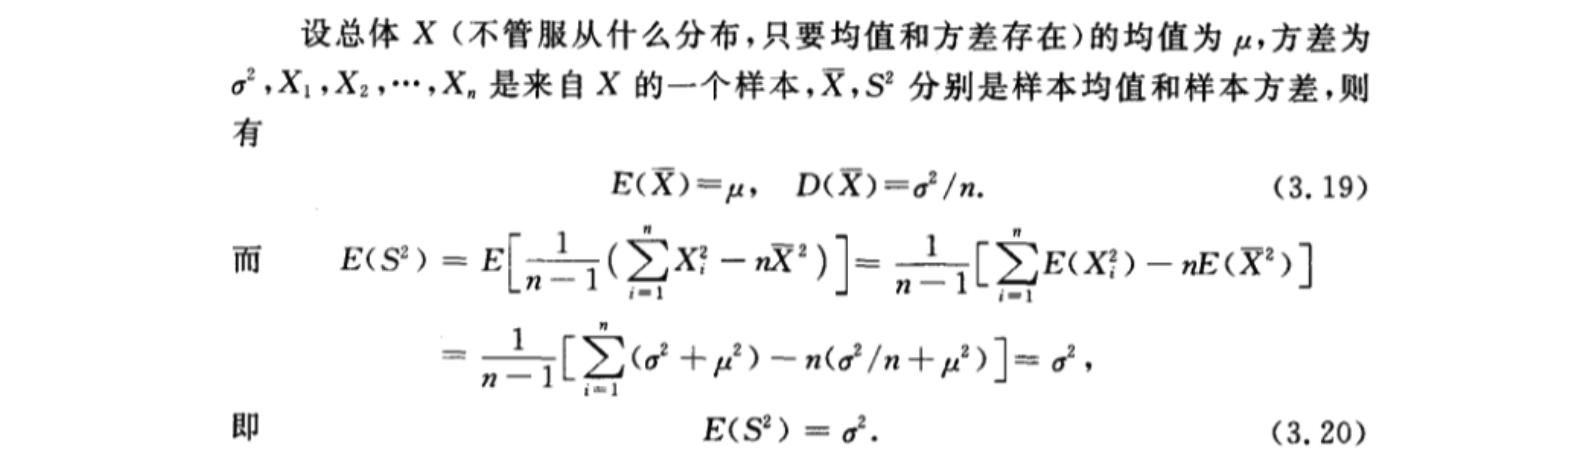 设总体 X (不管服从什么分布,只要均值和方差存在)的均值为 μ,方差为
σ², X₁, X₂, ⋯, Xₙ 是来自 X 的一个样本, X̄, S² 分别是样本均值和样本方差,则
有
E(X̄)=μ, D(X̄)=σ²/n. (3.19)
而 E(S²) = E[1/(n−1) (∑ᵢ₌₁ⁿ Xᵢ² − nX̄²)] = 1/(n−1) [∑ᵢ₌₁ⁿ E(Xᵢ²) − nE(X̄²)]
= 1/(n−1) [∑ᵢ₌₁ⁿ (σ² + μ²) − n(σ²/n + μ²)] = σ²,
即 E(S²) = σ². (3.20)